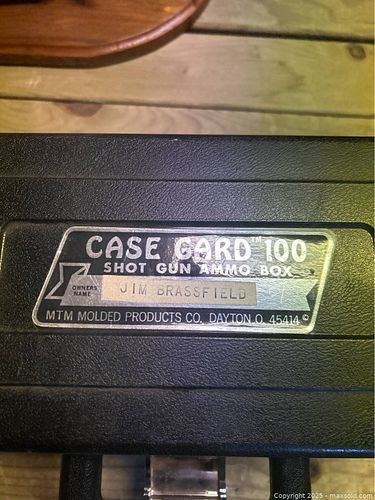 CASE GARD™ 100
SHOT GUN AMMO BOX
OWNERS NAME
JIM BRASSFIELD
MTM MOLDED PRODUCTS CO. DAYTON, O. 45414 ©
Copyright 2025 - maxsold.com